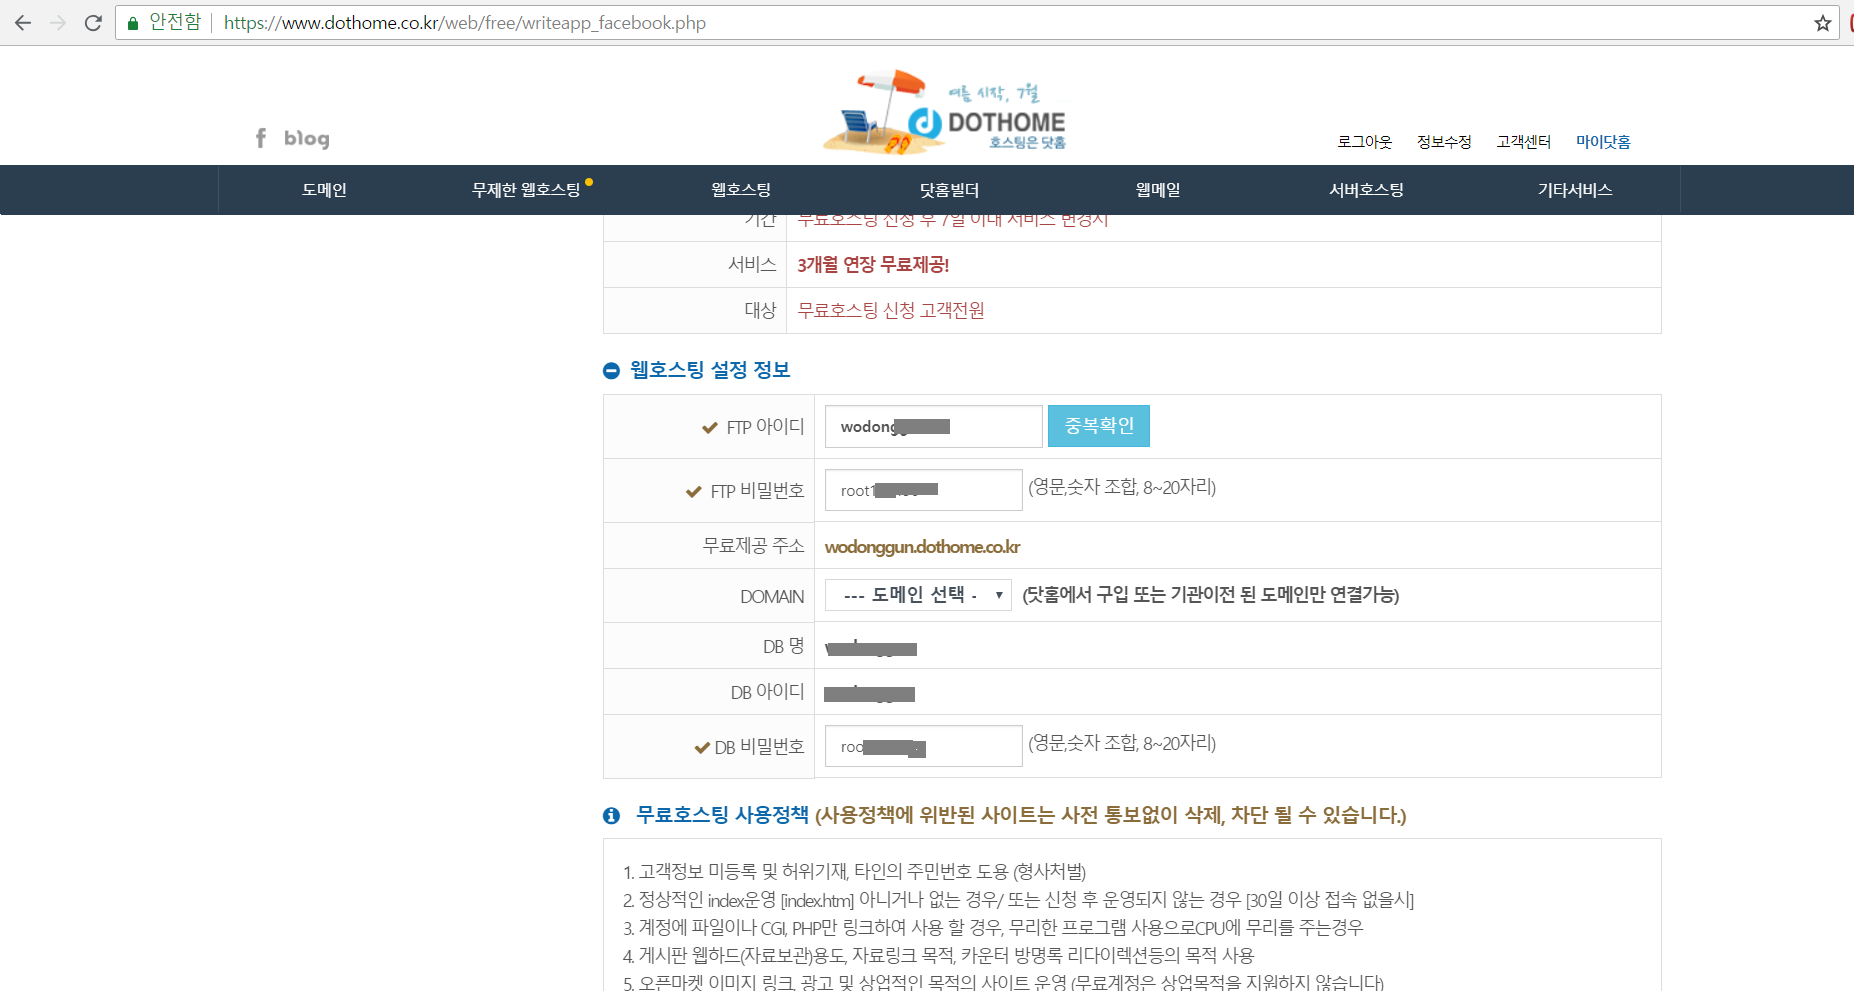 안전함 https://www.dothome.co.kr/web/free/writeapp_facebook.php
여름 시작, 7월
DOTHOME
호스팅은 닷홈
f blog
로그아웃 정보수정 고객센터 마이닷홈
도메인 무제한 웹호스팅 웹호스팅 닷홈빌더 웹메일 서버호스팅 기타서비스
기간 무료호스팅 신청 후 7일 이내 서비스 변경시
서비스 3개월 연장 무료제공!
대상 무료호스팅 신청 고객전원
웹호스팅 설정 정보
FTP 아이디 wodong 중복확인
FTP 비밀번호 root1 (영문,숫자 조합, 8~20자리)
무료제공 주소 wodonggun.dothome.co.kr
DOMAIN --- 도메인 선택 - (닷홈에서 구입 또는 기관이전 된 도메인만 연결가능)
DB 명
DB 아이디
DB 비밀번호 roo (영문,숫자 조합, 8~20자리)
무료호스팅 사용정책 (사용정책에 위반된 사이트는 사전 통보없이 삭제, 차단 될 수 있습니다.)
1. 고객정보 미등록 및 허위기재, 타인의 주민번호 도용 (형사처벌)
2. 정상적인 index운영 [index.htm] 아니거나 없는 경우/ 또는 신청 후 운영되지 않는 경우 [30일 이상 접속 없을시]
3. 계정에 파일이나 CGI, PHP만 링크하여 사용 할 경우, 무리한 프로그램 사용으로CPU에 무리를 주는경우
4. 게시판 웹하드(자료보관)용도, 자료링크 목적, 카운터 방명록 리다이렉션등의 목적 사용
5. 오픈마켓 이미지 링크, 광고 및 상업적인 목적의 사이트 운영 (무료계정은 상업목적을 지원하지 않습니다)